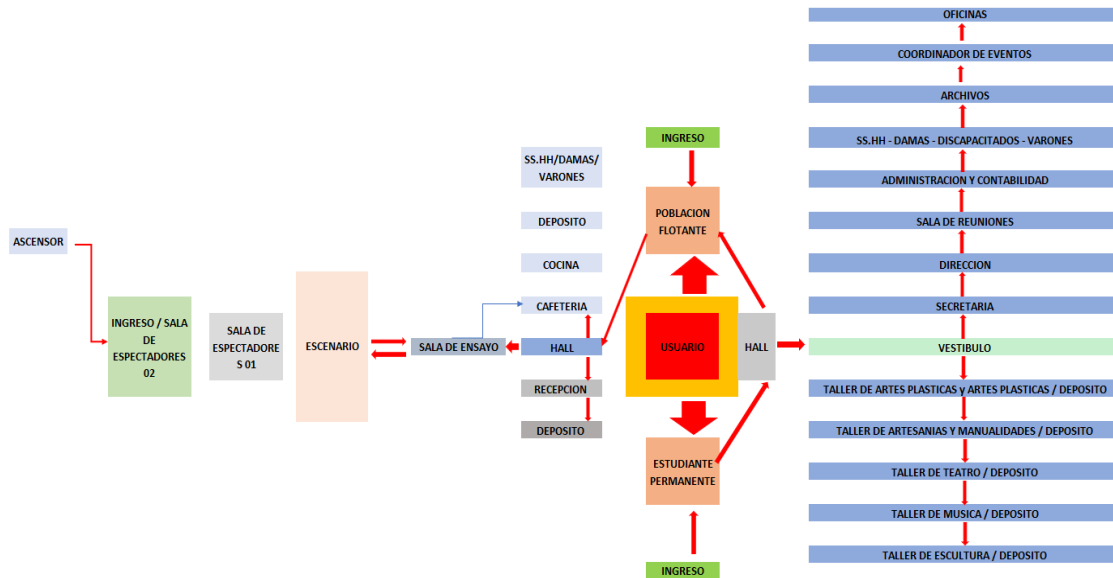 ASCENSOR
INGRESO / SALA
DE
ESPECTADORES
02
SALA DE
ESPECTADORE
S 01
ESCENARIO
SALA DE ENSAYO
SS.HH/DAMAS/
VARONES
DEPOSITO
COCINA
CAFETERIA
HALL
RECEPCION
DEPOSITO
INGRESO
POBLACION
FLOTANTE
USUARIO
HALL
ESTUDIANTE
PERMANENTE
INGRESO
OFICINAS
COORDINADOR DE EVENTOS
ARCHIVOS
SS.HH - DAMAS - DISCAPACITADOS - VARONES
ADMINISTRACION Y CONTABILIDAD
SALA DE REUNIONES
DIRECCION
SECRETARIA
VESTIBULO
TALLER DE ARTES PLASTICAS y ARTES PLASTICAS / DEPOSITO
TALLER DE ARTESANIAS Y MANUALIDADES / DEPOSITO
TALLER DE TEATRO / DEPOSITO
TALLER DE MUSICA / DEPOSITO
TALLER DE ESCULTURA / DEPOSITO